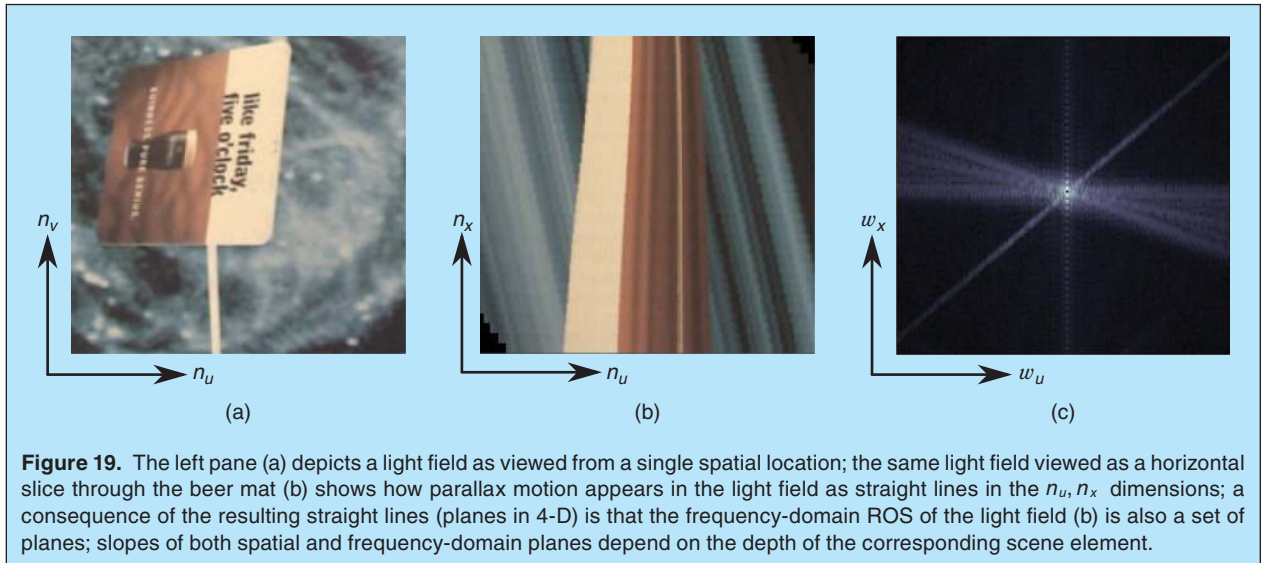 like friday,
five o'clock
GUINNESS PURE GENIUS
n_v
n_u
(a)
n_x
n_u
(b)
w_x
w_u
(c)
Figure 19. The left pane (a) depicts a light field as viewed from a single spatial location; the same light field viewed as a horizontal
slice through the beer mat (b) shows how parallax motion appears in the light field as straight lines in the n_u, n_x dimensions; a
consequence of the resulting straight lines (planes in 4-D) is that the frequency-domain ROS of the light field (b) is also a set of
planes; slopes of both spatial and frequency-domain planes depend on the depth of the corresponding scene element.